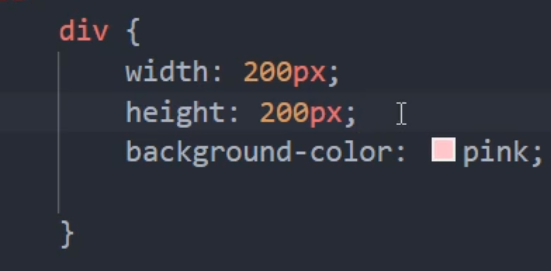 div {
width: 200px;
height: 200px;
background-color: pink;
}